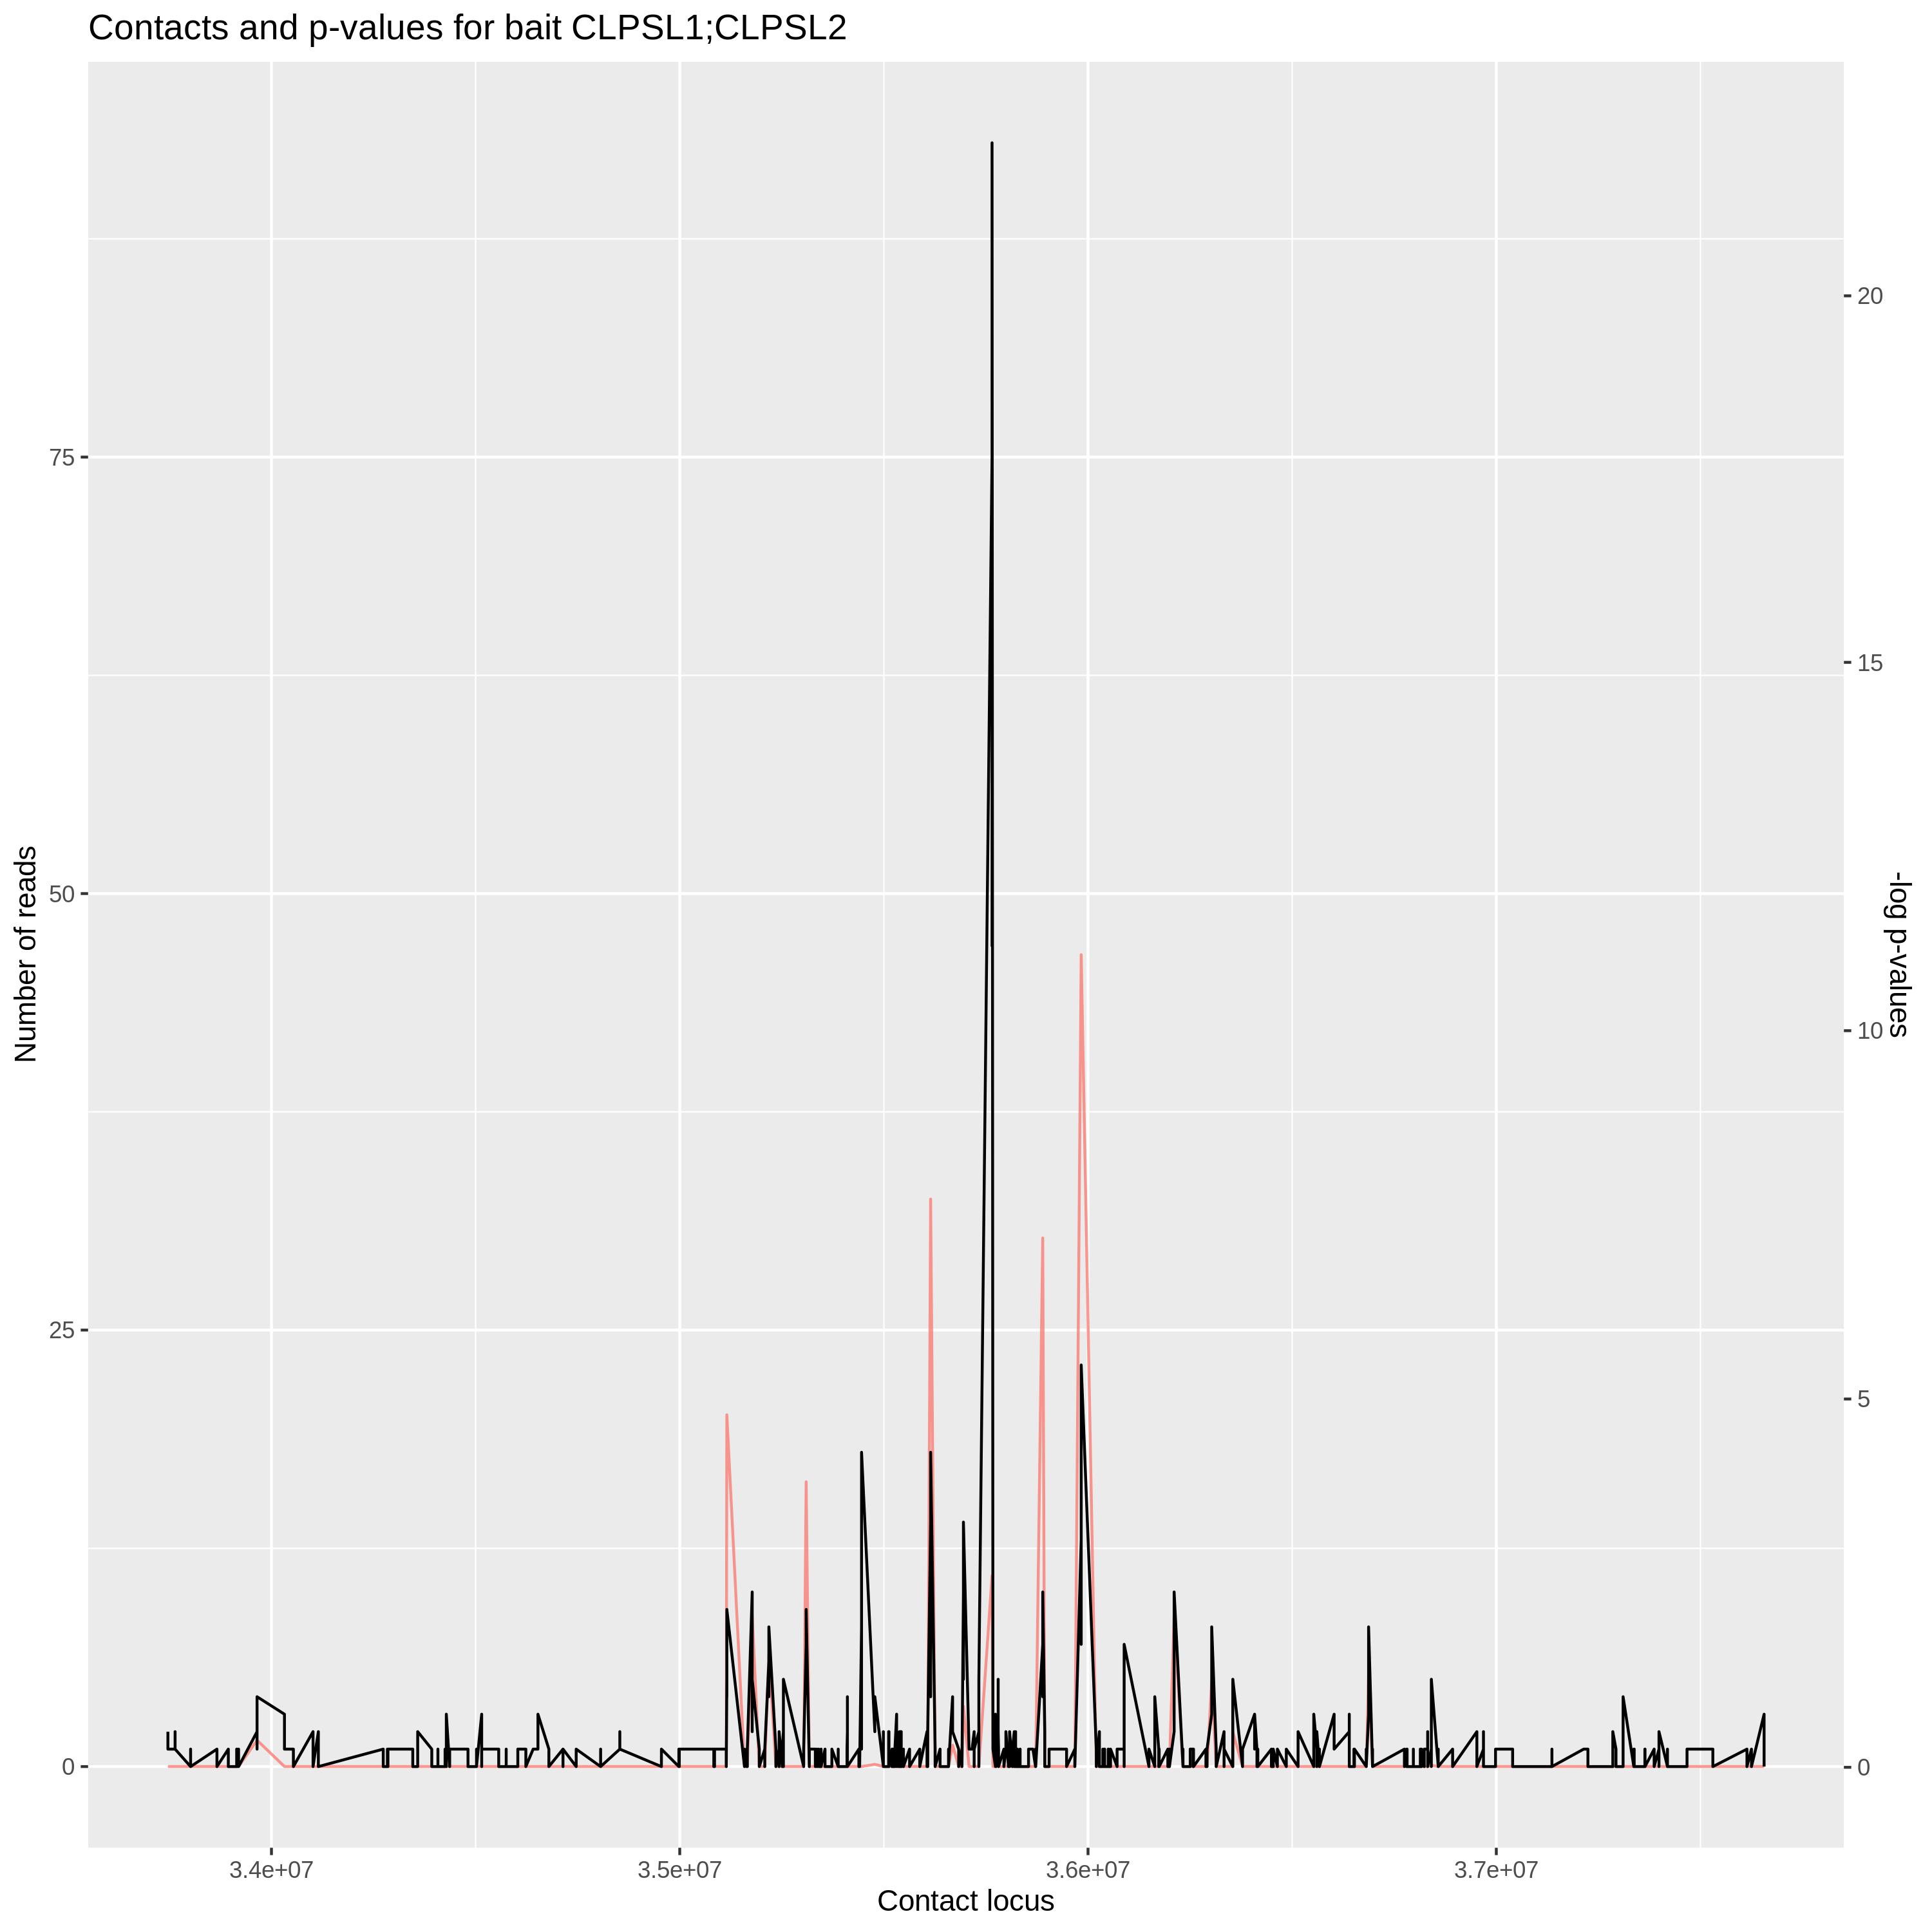 Contacts and p-values for bait CLPSL1;CLPSL2
Number of reads
75
50
25
0
20
15
10
5
0
-log p-values
3.4e+07
3.5e+07
3.6e+07
3.7e+07
Contact locus